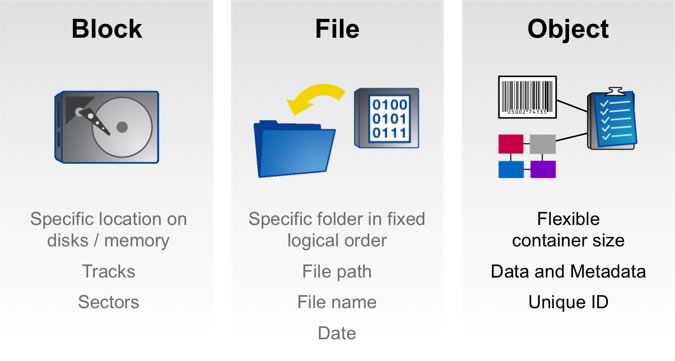 Block
Specific location on
disks / memory
Tracks
Sectors
File
0100
0101
0111
Specific folder in fixed
logical order
File path
File name
Date
Object
Flexible
container size
Data and Metadata
Unique ID